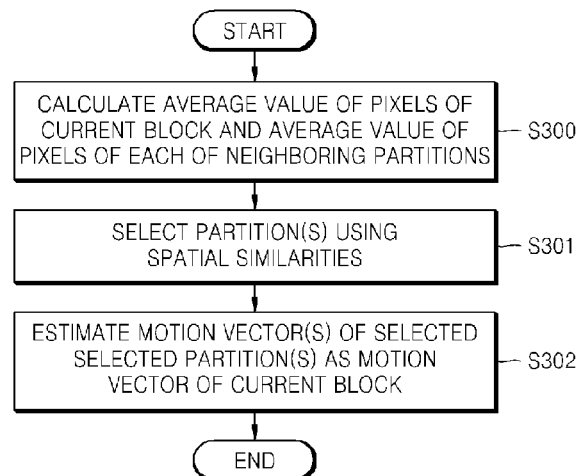 START
CALCULATE AVERAGE VALUE OF PIXELS OF
CURRENT BLOCK AND AVERAGE VALUE OF
PIXELS OF EACH OF NEIGHBORING PARTITIONS
S300
SELECT PARTITION(S) USING
SPATIAL SIMILARITIES
S301
ESTIMATE MOTION VECTOR(S) OF SELECTED
SELECTED PARTITION(S) AS MOTION
VECTOR OF CURRENT BLOCK
S302
END